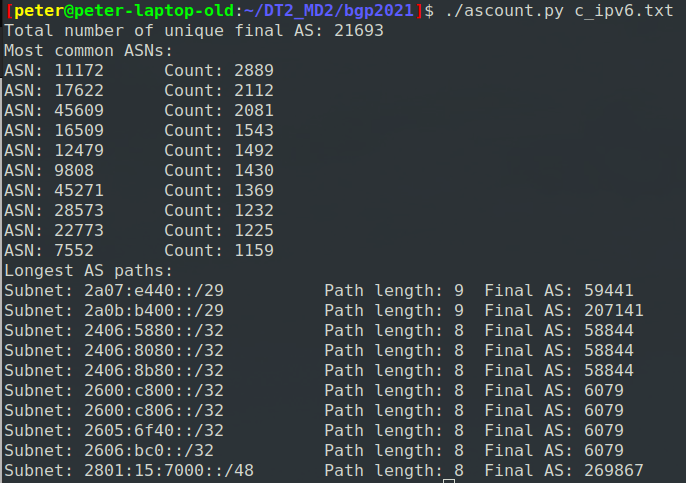 [peter@peter-laptop-old:~/DT2_MD2/bgp2021]$ ./ascount.py c_ipv6.txt
Total number of unique final AS: 21693
Most common ASNs:
ASN: 11172      Count: 2889
ASN: 17622      Count: 2112
ASN: 45609      Count: 2081
ASN: 16509      Count: 1543
ASN: 12479      Count: 1492
ASN: 9808       Count: 1430
ASN: 45271      Count: 1369
ASN: 28573      Count: 1232
ASN: 22773      Count: 1225
ASN: 7552       Count: 1159
Longest AS paths:
Subnet: 2a07:e440::/29          Path length: 9  Final AS: 59441
Subnet: 2a0b:b400::/29          Path length: 9  Final AS: 207141
Subnet: 2406:5880::/32          Path length: 8  Final AS: 58844
Subnet: 2406:8080::/32          Path length: 8  Final AS: 58844
Subnet: 2406:8b80::/32          Path length: 8  Final AS: 58844
Subnet: 2600:c800::/32          Path length: 8  Final AS: 6079
Subnet: 2600:c806::/32          Path length: 8  Final AS: 6079
Subnet: 2605:6f40::/32          Path length: 8  Final AS: 6079
Subnet: 2606:bc0::/32           Path length: 8  Final AS: 6079
Subnet: 2801:15:7000::/48       Path length: 8  Final AS: 269867